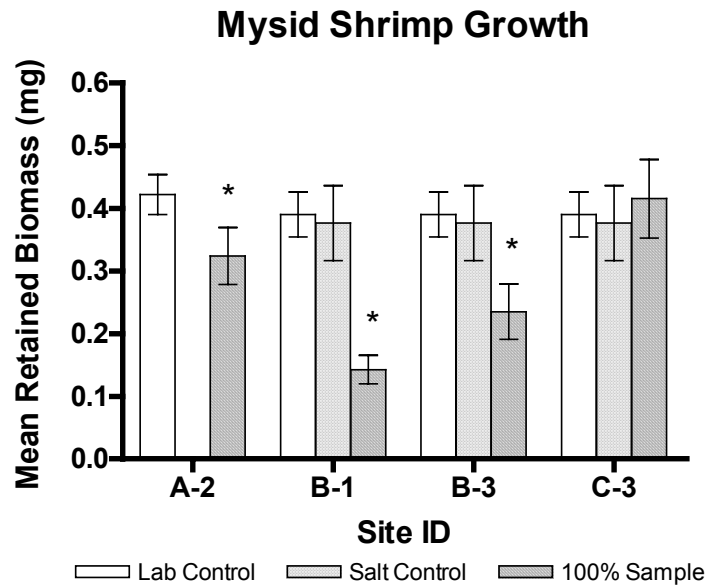 Mysid Shrimp Growth
Mean Retained Biomass (mg)
0.6
0.5
0.4
0.3
0.2
0.1
0.0
*
*
*
A-2 B-1 B-3 C-3
Site ID
Lab Control Salt Control 100% Sample